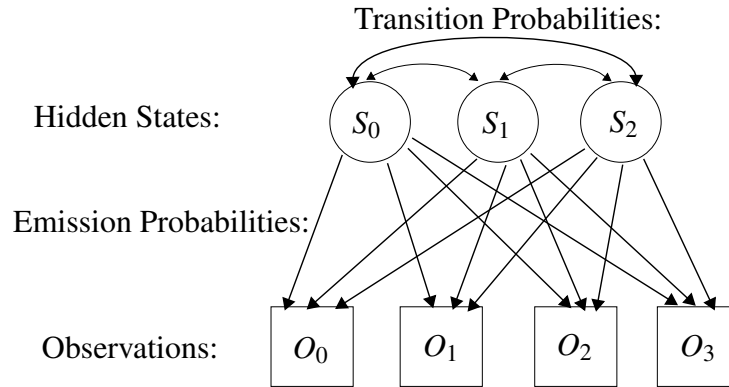 Transition Probabilities:
Hidden States: S0 S1 S2
Emission Probabilities:
Observations: O0 O1 O2 O3